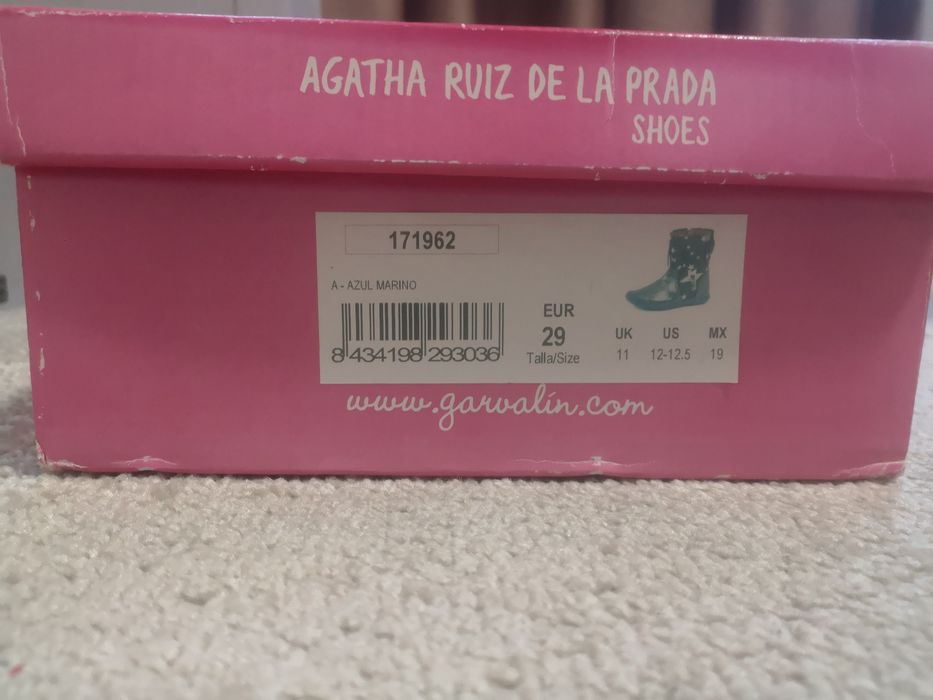 AGATHA RUIZ DE LA PRADA
SHOES
171962
A - AZUL MARINO
8 434198 293036
EUR
29
Talla/Size
UK US MX
11 12-12.5 19
www.garvalin.com